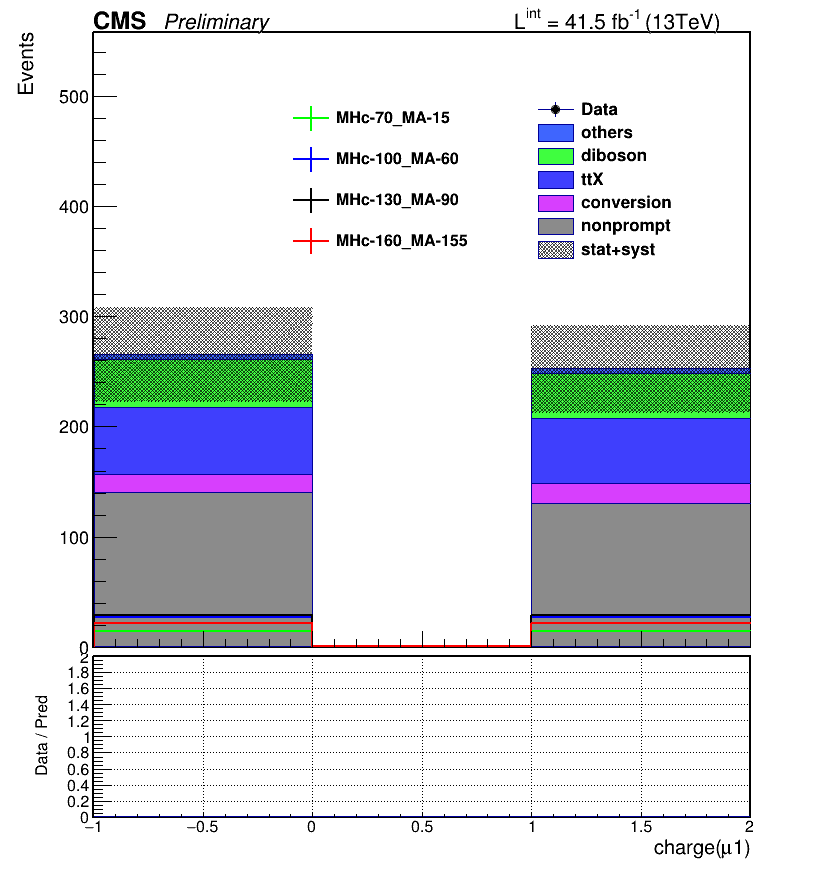 CMS Preliminary
L^int = 41.5 fb^-1 (13TeV)
Events
500
400
300
200
100
0
MHc-70_MA-15
MHc-100_MA-60
MHc-130_MA-90
MHc-160_MA-155
Data
others
diboson
ttX
conversion
nonprompt
stat+syst
Data / Pred
2
1.8
1.6
1.4
1.2
1
0.8
0.6
0.4
0.2
0
−1 −0.5 0 0.5 1 1.5 2
charge(μ1)